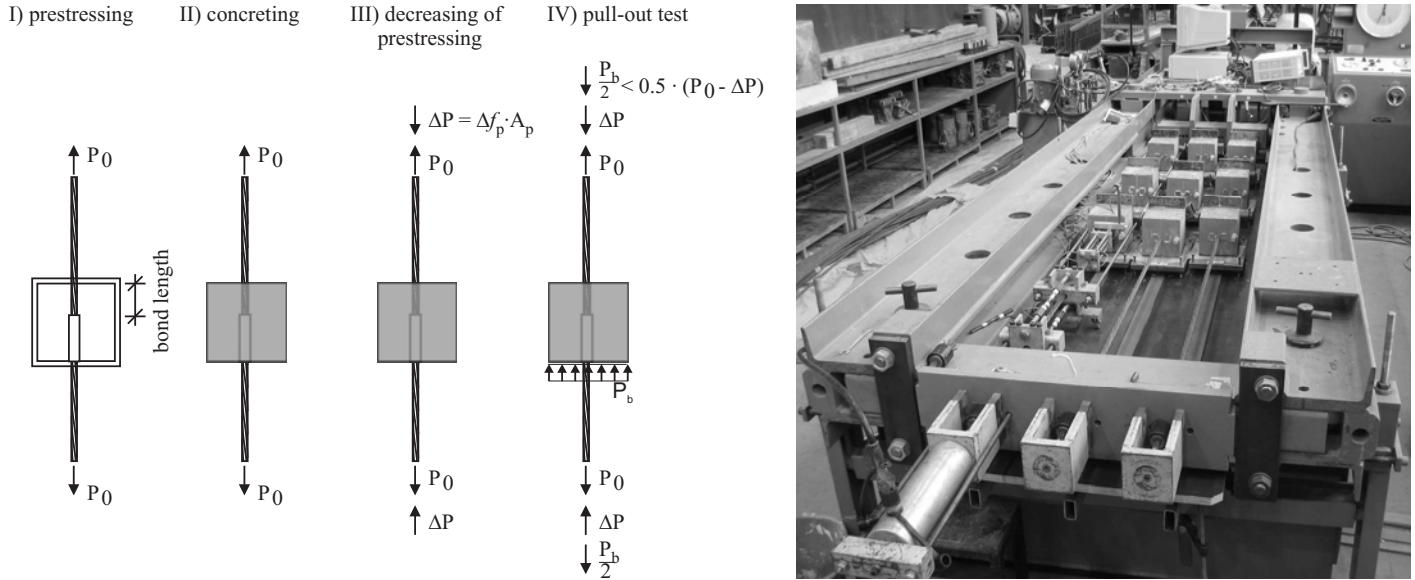 I) prestressing
II) concreting
III) decreasing of
prestressing
IV) pull-out test
P0
P0
bond length
P0
P0
ΔP = Δfp·Ap
P0
P0
ΔP
Pb/2 < 0.5 · (P0 - ΔP)
ΔP
P0
Pb
P0
ΔP
Pb/2